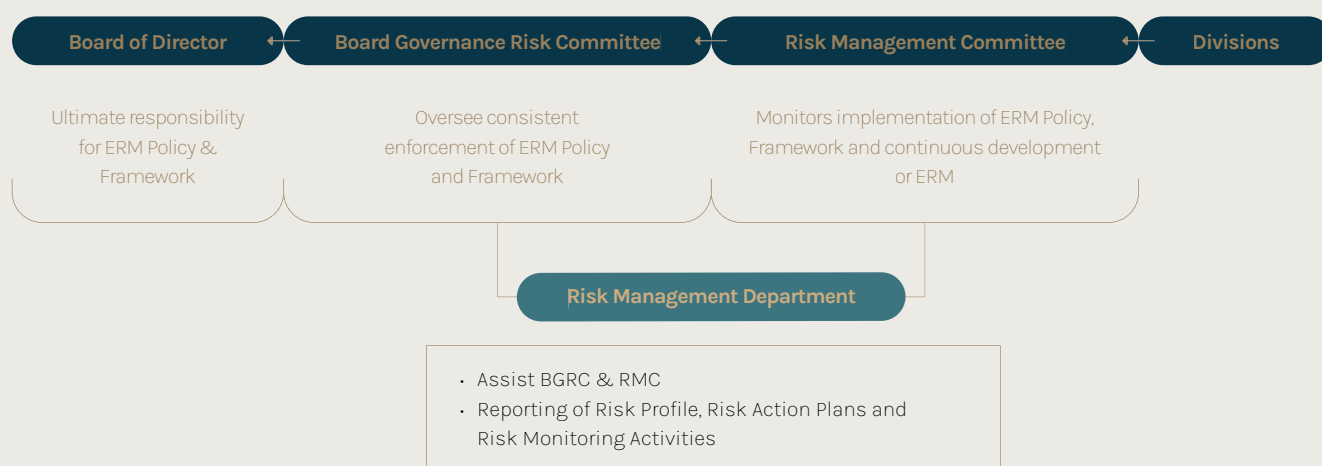 Board of Director
Board Governance Risk Committee
Risk Management Committee
Divisions
Ultimate responsibility
for ERM Policy &
Framework
Oversee consistent
enforcement of ERM Policy
and Framework
Monitors implementation of ERM Policy,
Framework and continuous development
or ERM
Risk Management Department
• Assist BGRC & RMC
• Reporting of Risk Profile, Risk Action Plans and
Risk Monitoring Activities